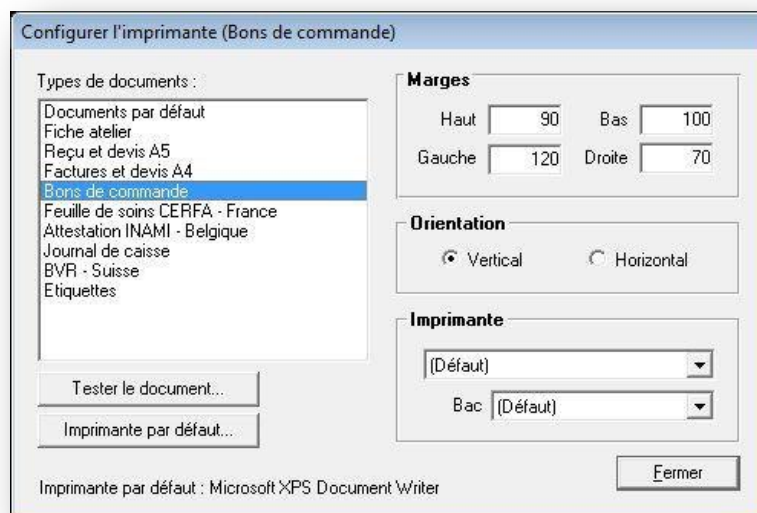 Configurer l'imprimante (Bons de commande)
Types de documents :
Documents par défaut
Fiche atelier
Reçu et devis A5
Factures et devis A4
Bons de commande
Feuille de soins CERFA - France
Attestation INAMI - Belgique
Journal de caisse
BVR - Suisse
Etiquettes
Tester le document...
Imprimante par défaut...
Imprimante par défaut : Microsoft XPS Document Writer
Marges
Haut 90 Bas 100
Gauche 120 Droite 70
Orientation
Vertical Horizontal
Imprimante
(Défaut)
Bac (Défaut)
Fermer